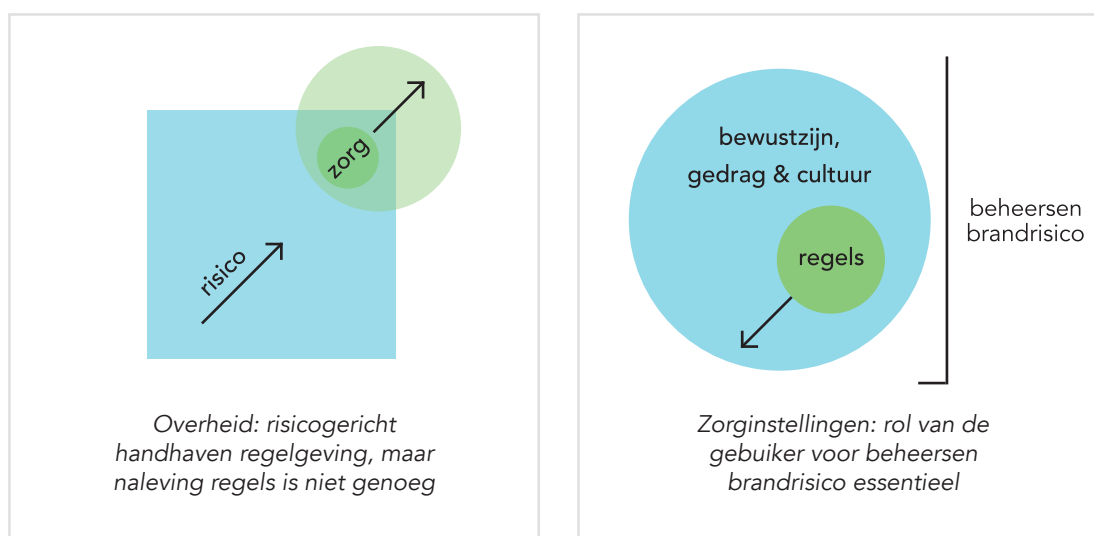 zorg
risico
Overheid: risicogericht
handhaven regelgeving, maar
naleving regels is niet genoeg
bewustzijn,
gedrag & cultuur
regels
beheersen
brandrisico
Zorginstellingen: rol van de
gebuiker voor beheersen
brandrisico essentieel